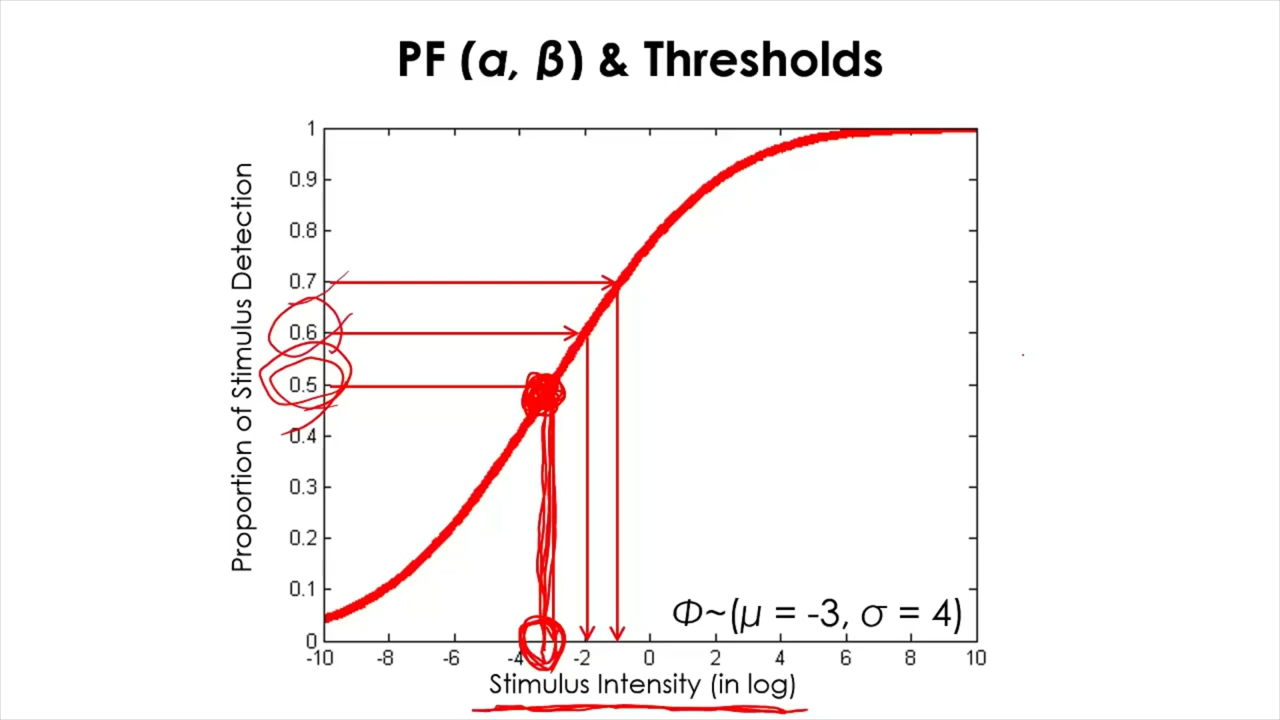 PF (α, β) & Thresholds
Proportion of Stimulus Detection
1
0.9
0.8
0.7
0.6
0.5
0.4
0.3
0.2
0.1
0
-10 -8 -6 -4 -2 0 2 4 6 8 10
Φ~(μ = -3, σ = 4)
Stimulus Intensity (in log)